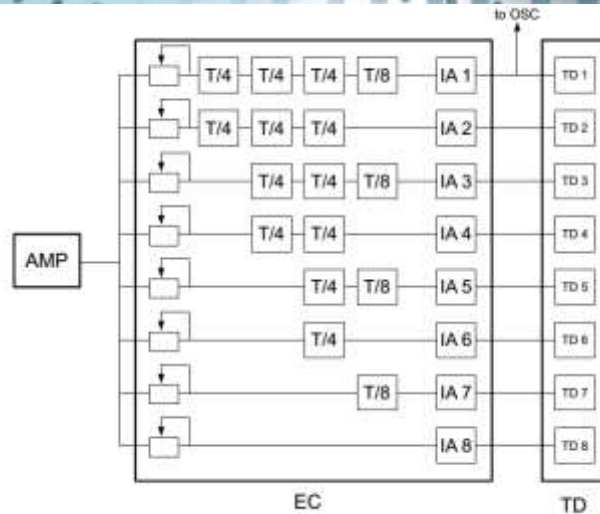 to OSC
T/4 T/4 T/4 T/8 IA 1 TD 1
T/4 T/4 T/4 IA 2 TD 2
T/4 T/4 T/8 IA 3 TD 3
T/4 T/4 IA 4 TD 4
AMP
T/4 T/8 IA 5 TD 5
T/4 IA 6 TD 6
T/8 IA 7 TD 7
IA 8 TD 8
EC TD